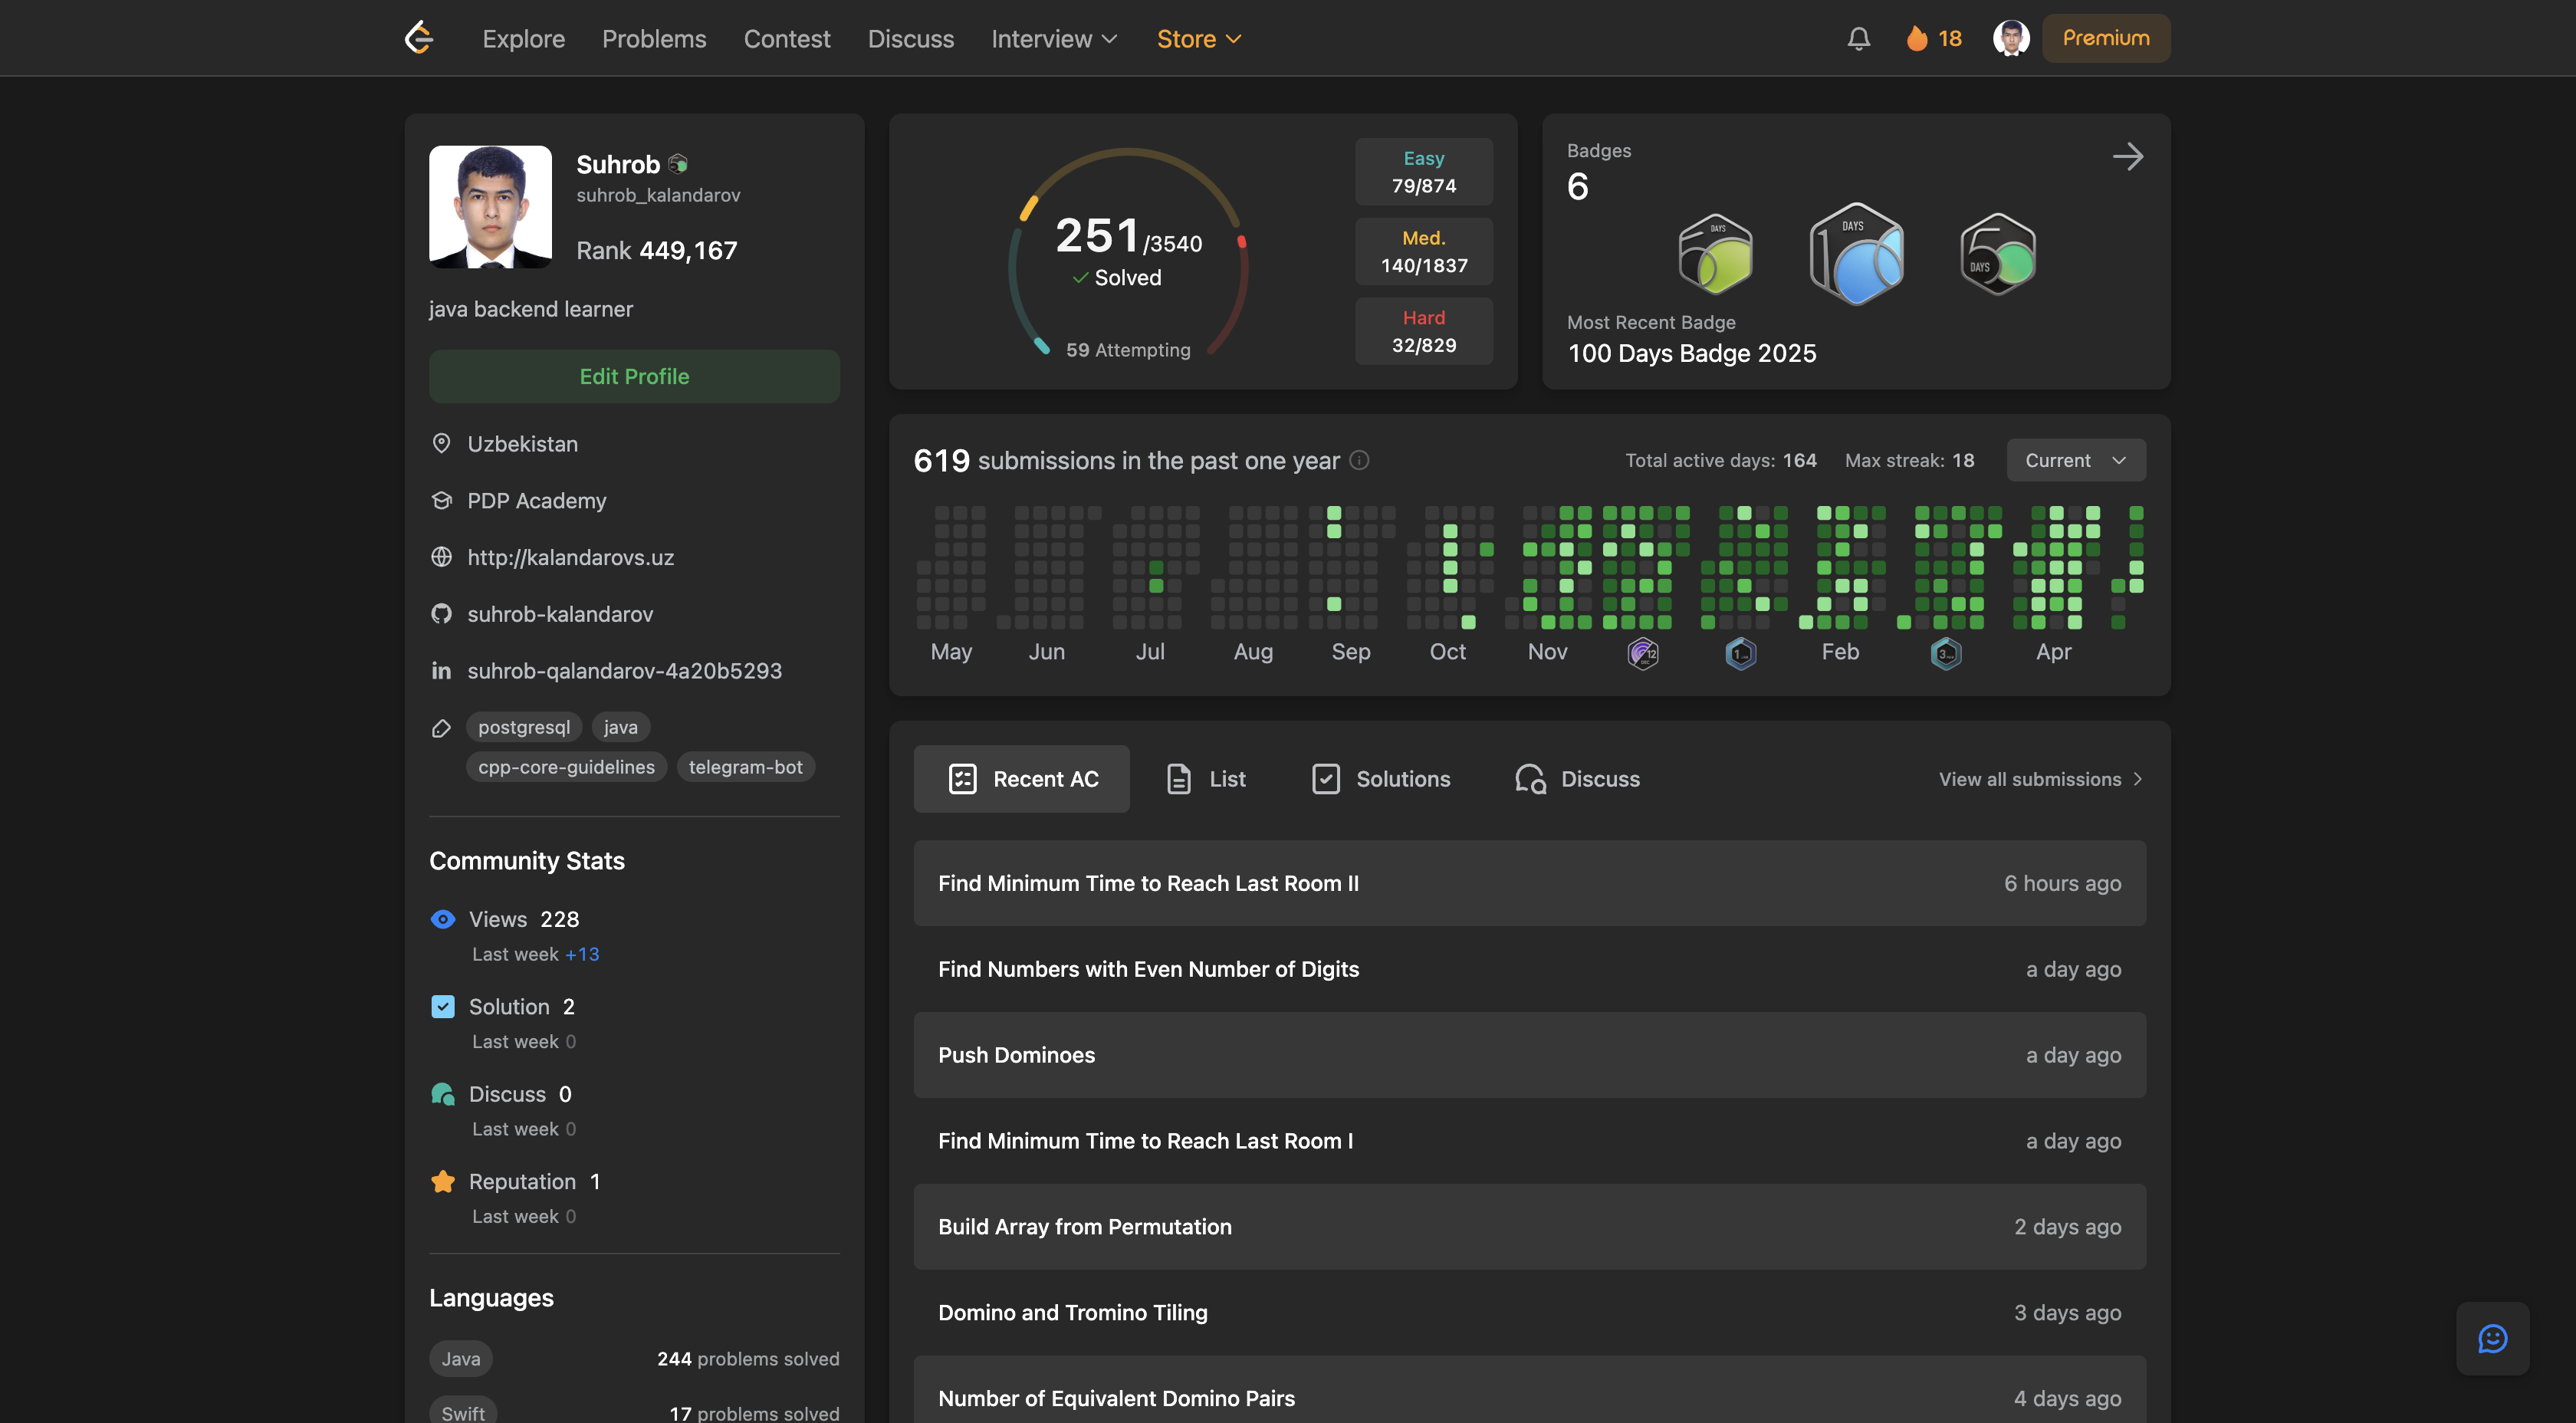 Explore Problems Contest Discuss Interview Store 18 Premium
Suhrob
suhrob_kalandarov
Rank 449,167
java backend learner
Edit Profile
Uzbekistan
PDP Academy
http://kalandarovs.uz
suhrob-kalandarov
suhrob-qalandarov-4a20b5293
postgresql java
cpp-core-guidelines telegram-bot
Community Stats
Views 228
Last week +13
Solution 2
Last week 0
Discuss 0
Last week 0
Reputation 1
Last week 0
Languages
Java 244 problems solved
Swift 17 problems solved
251/3540
Solved
59 Attempting
Easy
79/874
Med.
140/1837
Hard
32/829
Badges
6
DAYS
DAYS
100
50
DAYS
Most Recent Badge
100 Days Badge 2025
619 submissions in the past one year Total active days: 164 Max streak: 18 Current
May Jun Jul Aug Sep Oct Nov 12 1 Feb 3 Apr
Recent AC List Solutions Discuss View all submissions
Find Minimum Time to Reach Last Room II 6 hours ago
Find Numbers with Even Number of Digits a day ago
Push Dominoes a day ago
Find Minimum Time to Reach Last Room I a day ago
Build Array from Permutation 2 days ago
Domino and Tromino Tiling 3 days ago
Number of Equivalent Domino Pairs 4 days ago